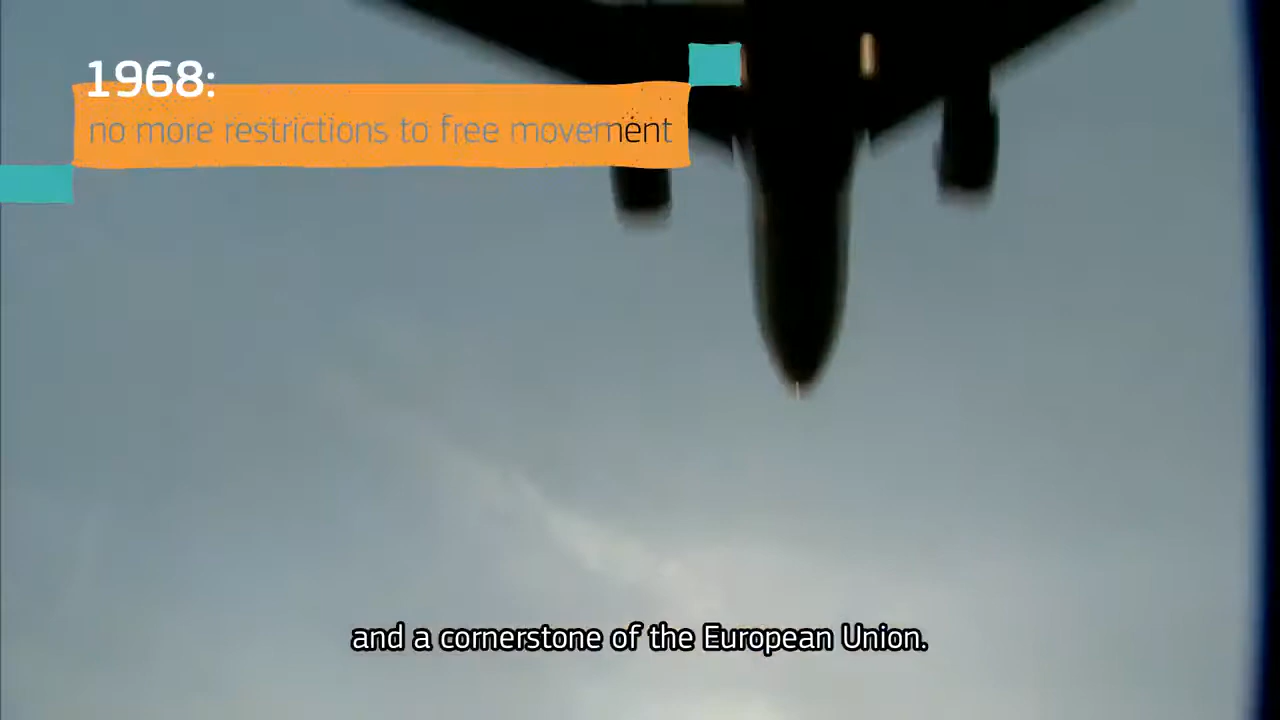 1968:
no more restrictions to free movement
and a cornerstone of the European Union.